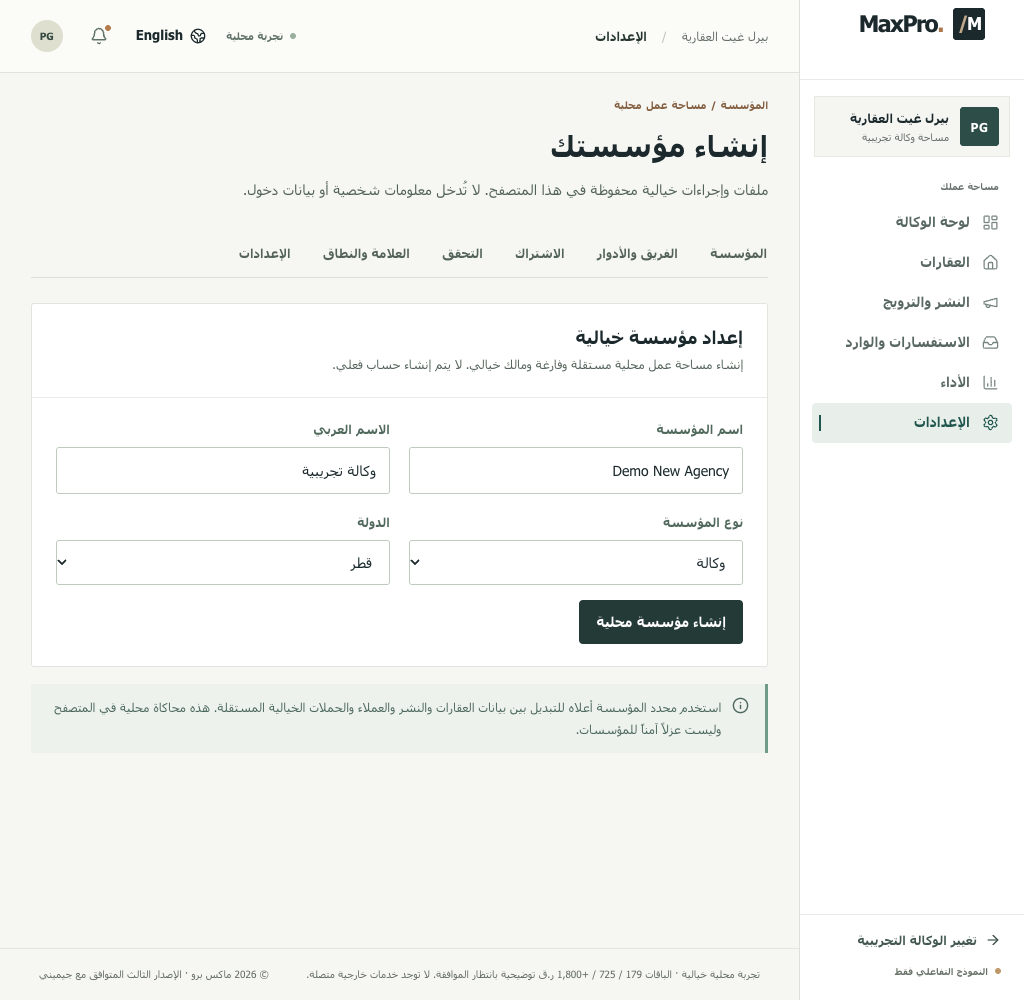 MaxPro.
/M
PG
بيرل غيت العقارية
مساحة وكالة تجريبية
مساحة عملك
لوحة الوكالة
العقارات
النشر والترويج
الاستفسارات والوارد
الأداء
الإعدادات
تغيير الوكالة التجريبية
النموذج التفاعلي فقط
بيرل غيت العقارية / الإعدادات
تجربة محلية
English
PG
المؤسسة / مساحة عمل محلية
إنشاء مؤسستك
ملفات وإجراءات خيالية محفوظة في هذا المتصفح. لا تُدخل معلومات شخصية أو بيانات دخول.
المؤسسة
الفريق والأدوار
الاشتراك
التحقق
العلامة والنطاق
الإعدادات
إعداد مؤسسة خيالية
إنشاء مساحة عمل محلية مستقلة وفارغة ومالك خيالي. لا يتم إنشاء حساب فعلي.
اسم المؤسسة
Demo New Agency
الاسم العربي
وكالة تجريبية
نوع المؤسسة
وكالة
الدولة
قطر
إنشاء مؤسسة محلية
استخدم محدد المؤسسة أعلاه للتبديل بين بيانات العقارات والنشر والعملاء والحملات الخيالية المستقلة. هذه محاكاة محلية في المتصفح
وليست عزلاً آمناً للمؤسسات.
تجربة محلية خيالية · الباقات 179 / 725 / +1,800 ر.ق توضيحية بانتظار الموافقة. لا توجد خدمات خارجية متصلة.
© 2026 ماكس برو · الإصدار الثالث المتوافق مع جيميني